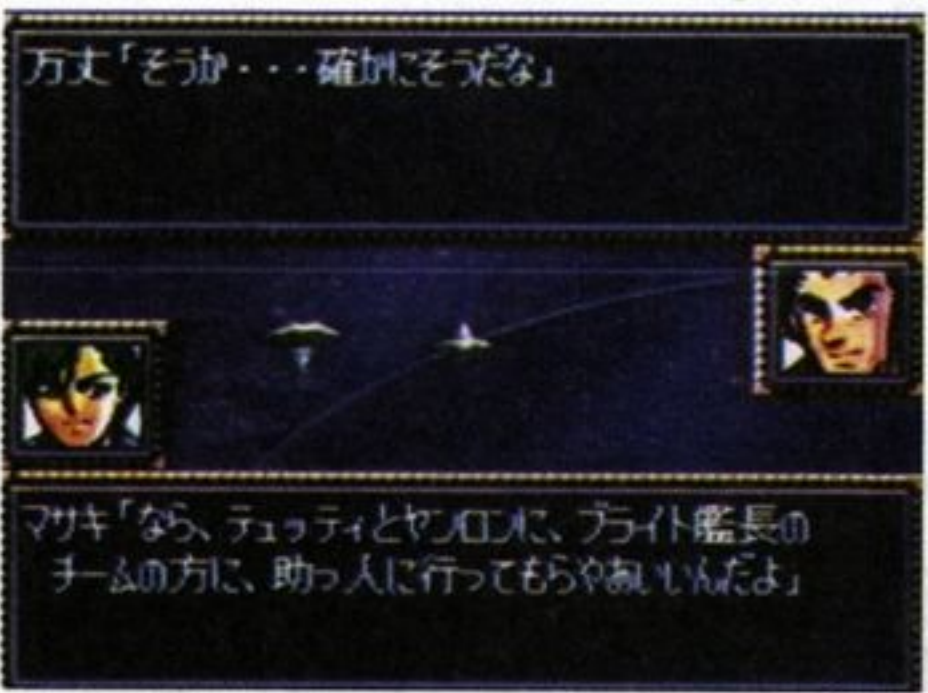 万丈「そうか・・・確かにそうだな」
マサキ「なら、テュッティとヤンロンに、ブライト艦長の
チームの方に、助っ人に行ってもらやあいいんだよ」